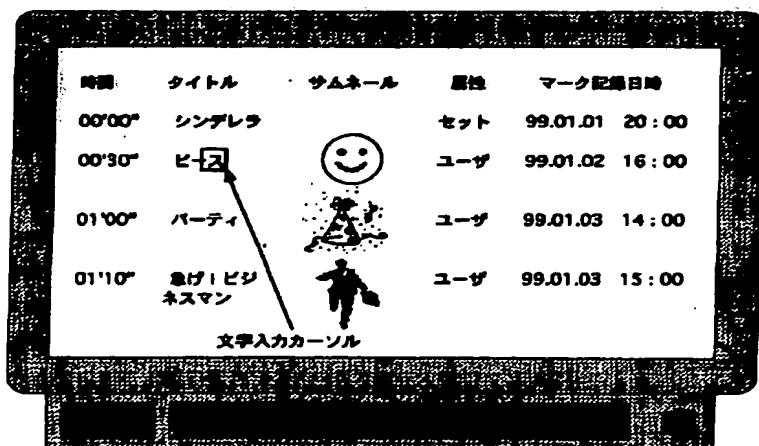 時間 タイトル サムネール 属性 マーク記録日時
00'00" シンデレラ セット 99.01.01 20:00
00'30" ピース ユーザ 99.01.02 16:00
01'00" パーティ ユーザ 99.01.03 14:00
01'10" 急げ!ビジ ユーザ 99.01.03 15:00
ネスマン
文字入力カーソル